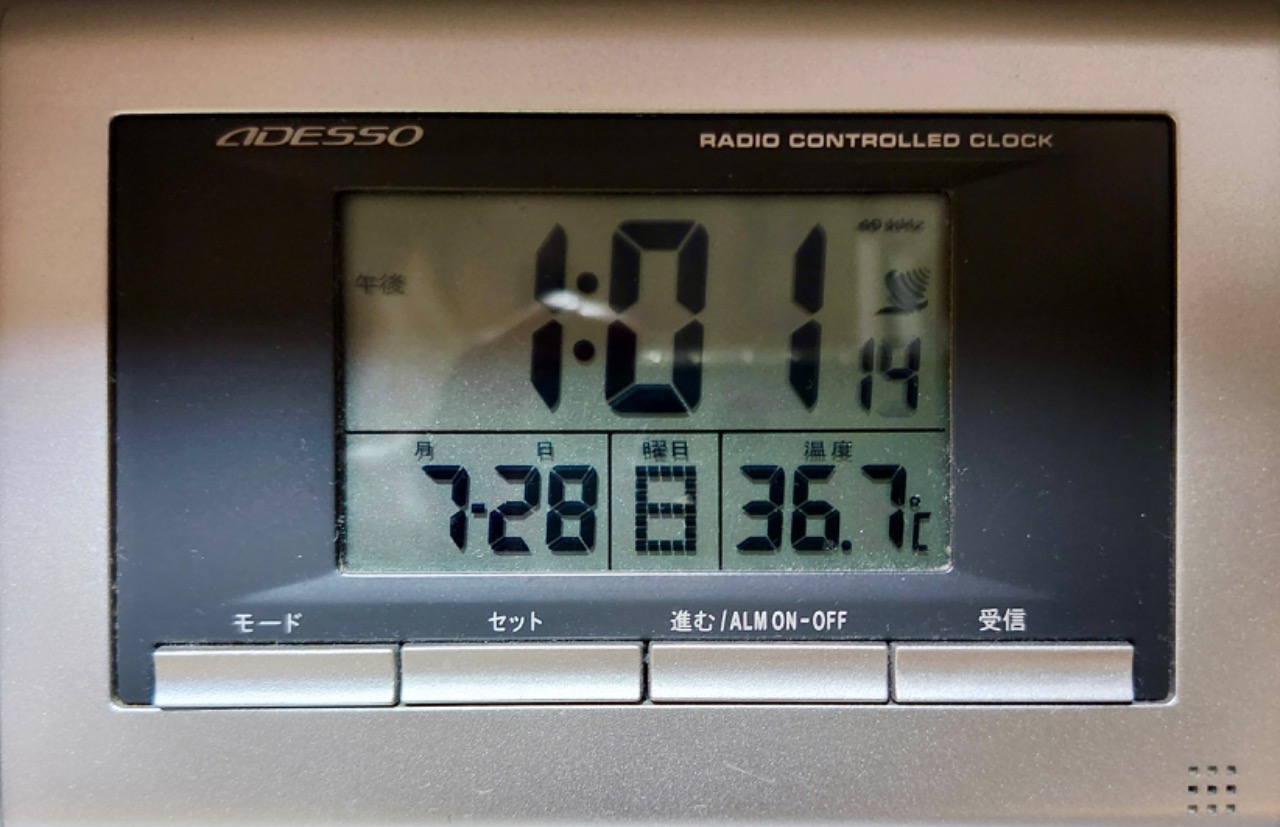 ADESSO
RADIO CONTROLLED CLOCK
午後 1:01 14
月 日 曜日 温度
7-28 日 36.7℃
モード セット 進む/ALM ON-OFF 受信